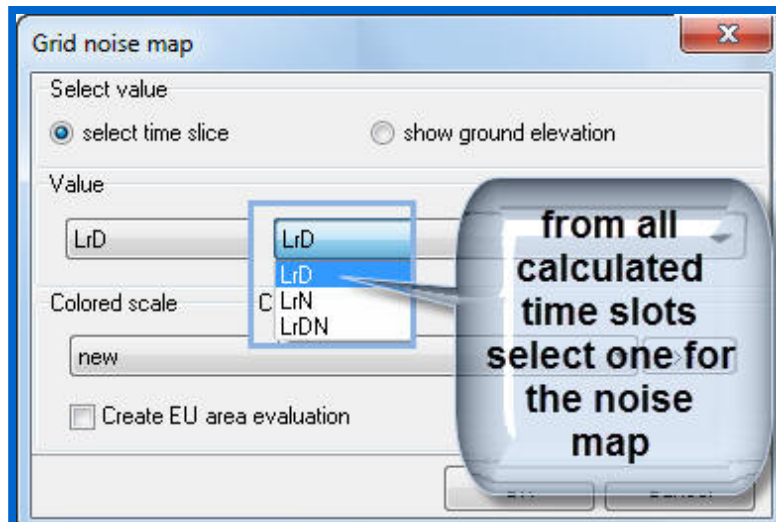 Grid noise map
Select value
select time slice
show ground elevation
Value
LrD
LrD
LrD
LrN
LrDN
Colored scale
new
Create EU area evaluation
from all
calculated
time slots
select one for
the noise
map